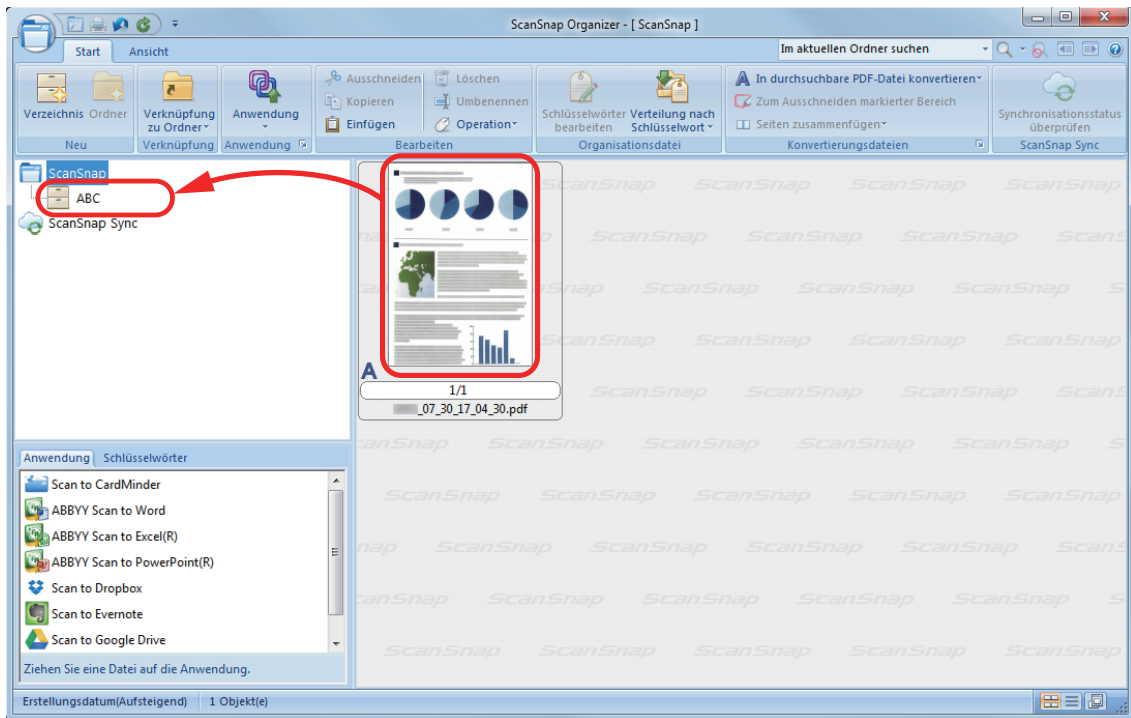 ScanSnap Organizer - [ ScanSnap ]
Start Ansicht
Im aktuellen Ordner suchen
Verzeichnis Ordner
Neu
Verknüpfung
zu Ordner
Verknüpfung
Anwendung
Anwendung
Ausschneiden Löschen
Kopieren Umbenennen
Einfügen Operation
Bearbeiten
Schlüsselwörter Verteilung nach
bearbeiten Schlüsselwort
Organisationsdatei
In durchsuchbare PDF-Datei konvertieren
Zum Ausschneiden markierter Bereich
Seiten zusammenfügen
Konvertierungsdateien
Synchronisationsstatus
überprüfen
ScanSnap Sync
ScanSnap
ABC
ScanSnap Sync
A
1/1
_07_30_17_04_30.pdf
Anwendung Schlüsselwörter
Scan to CardMinder
ABBYY Scan to Word
ABBYY Scan to Excel(R)
ABBYY Scan to PowerPoint(R)
Scan to Dropbox
Scan to Evernote
Scan to Google Drive
Ziehen Sie eine Datei auf die Anwendung.
Erstellungsdatum(Aufsteigend) 1 Objekt(e)